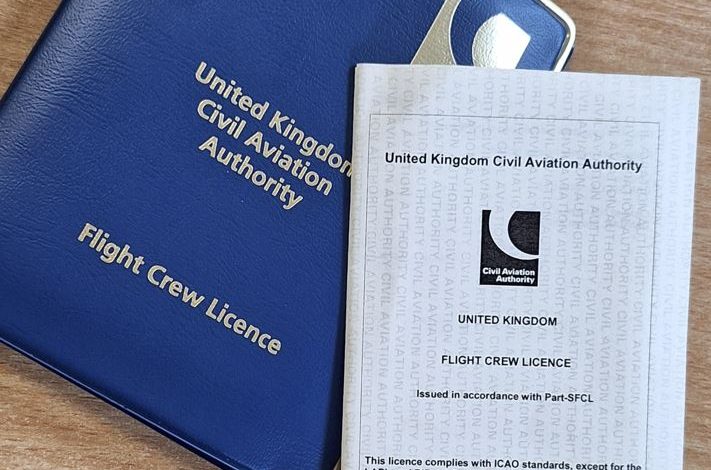 United Kingdom
Civil Aviation
Authority
Flight Crew Licence
United Kingdom Civil Aviation Authority
Civil Aviation
Authority
UNITED KINGDOM
FLIGHT CREW LICENCE
Issued in accordance with Part-SFCL
This licence complies with ICAO standards, except for the